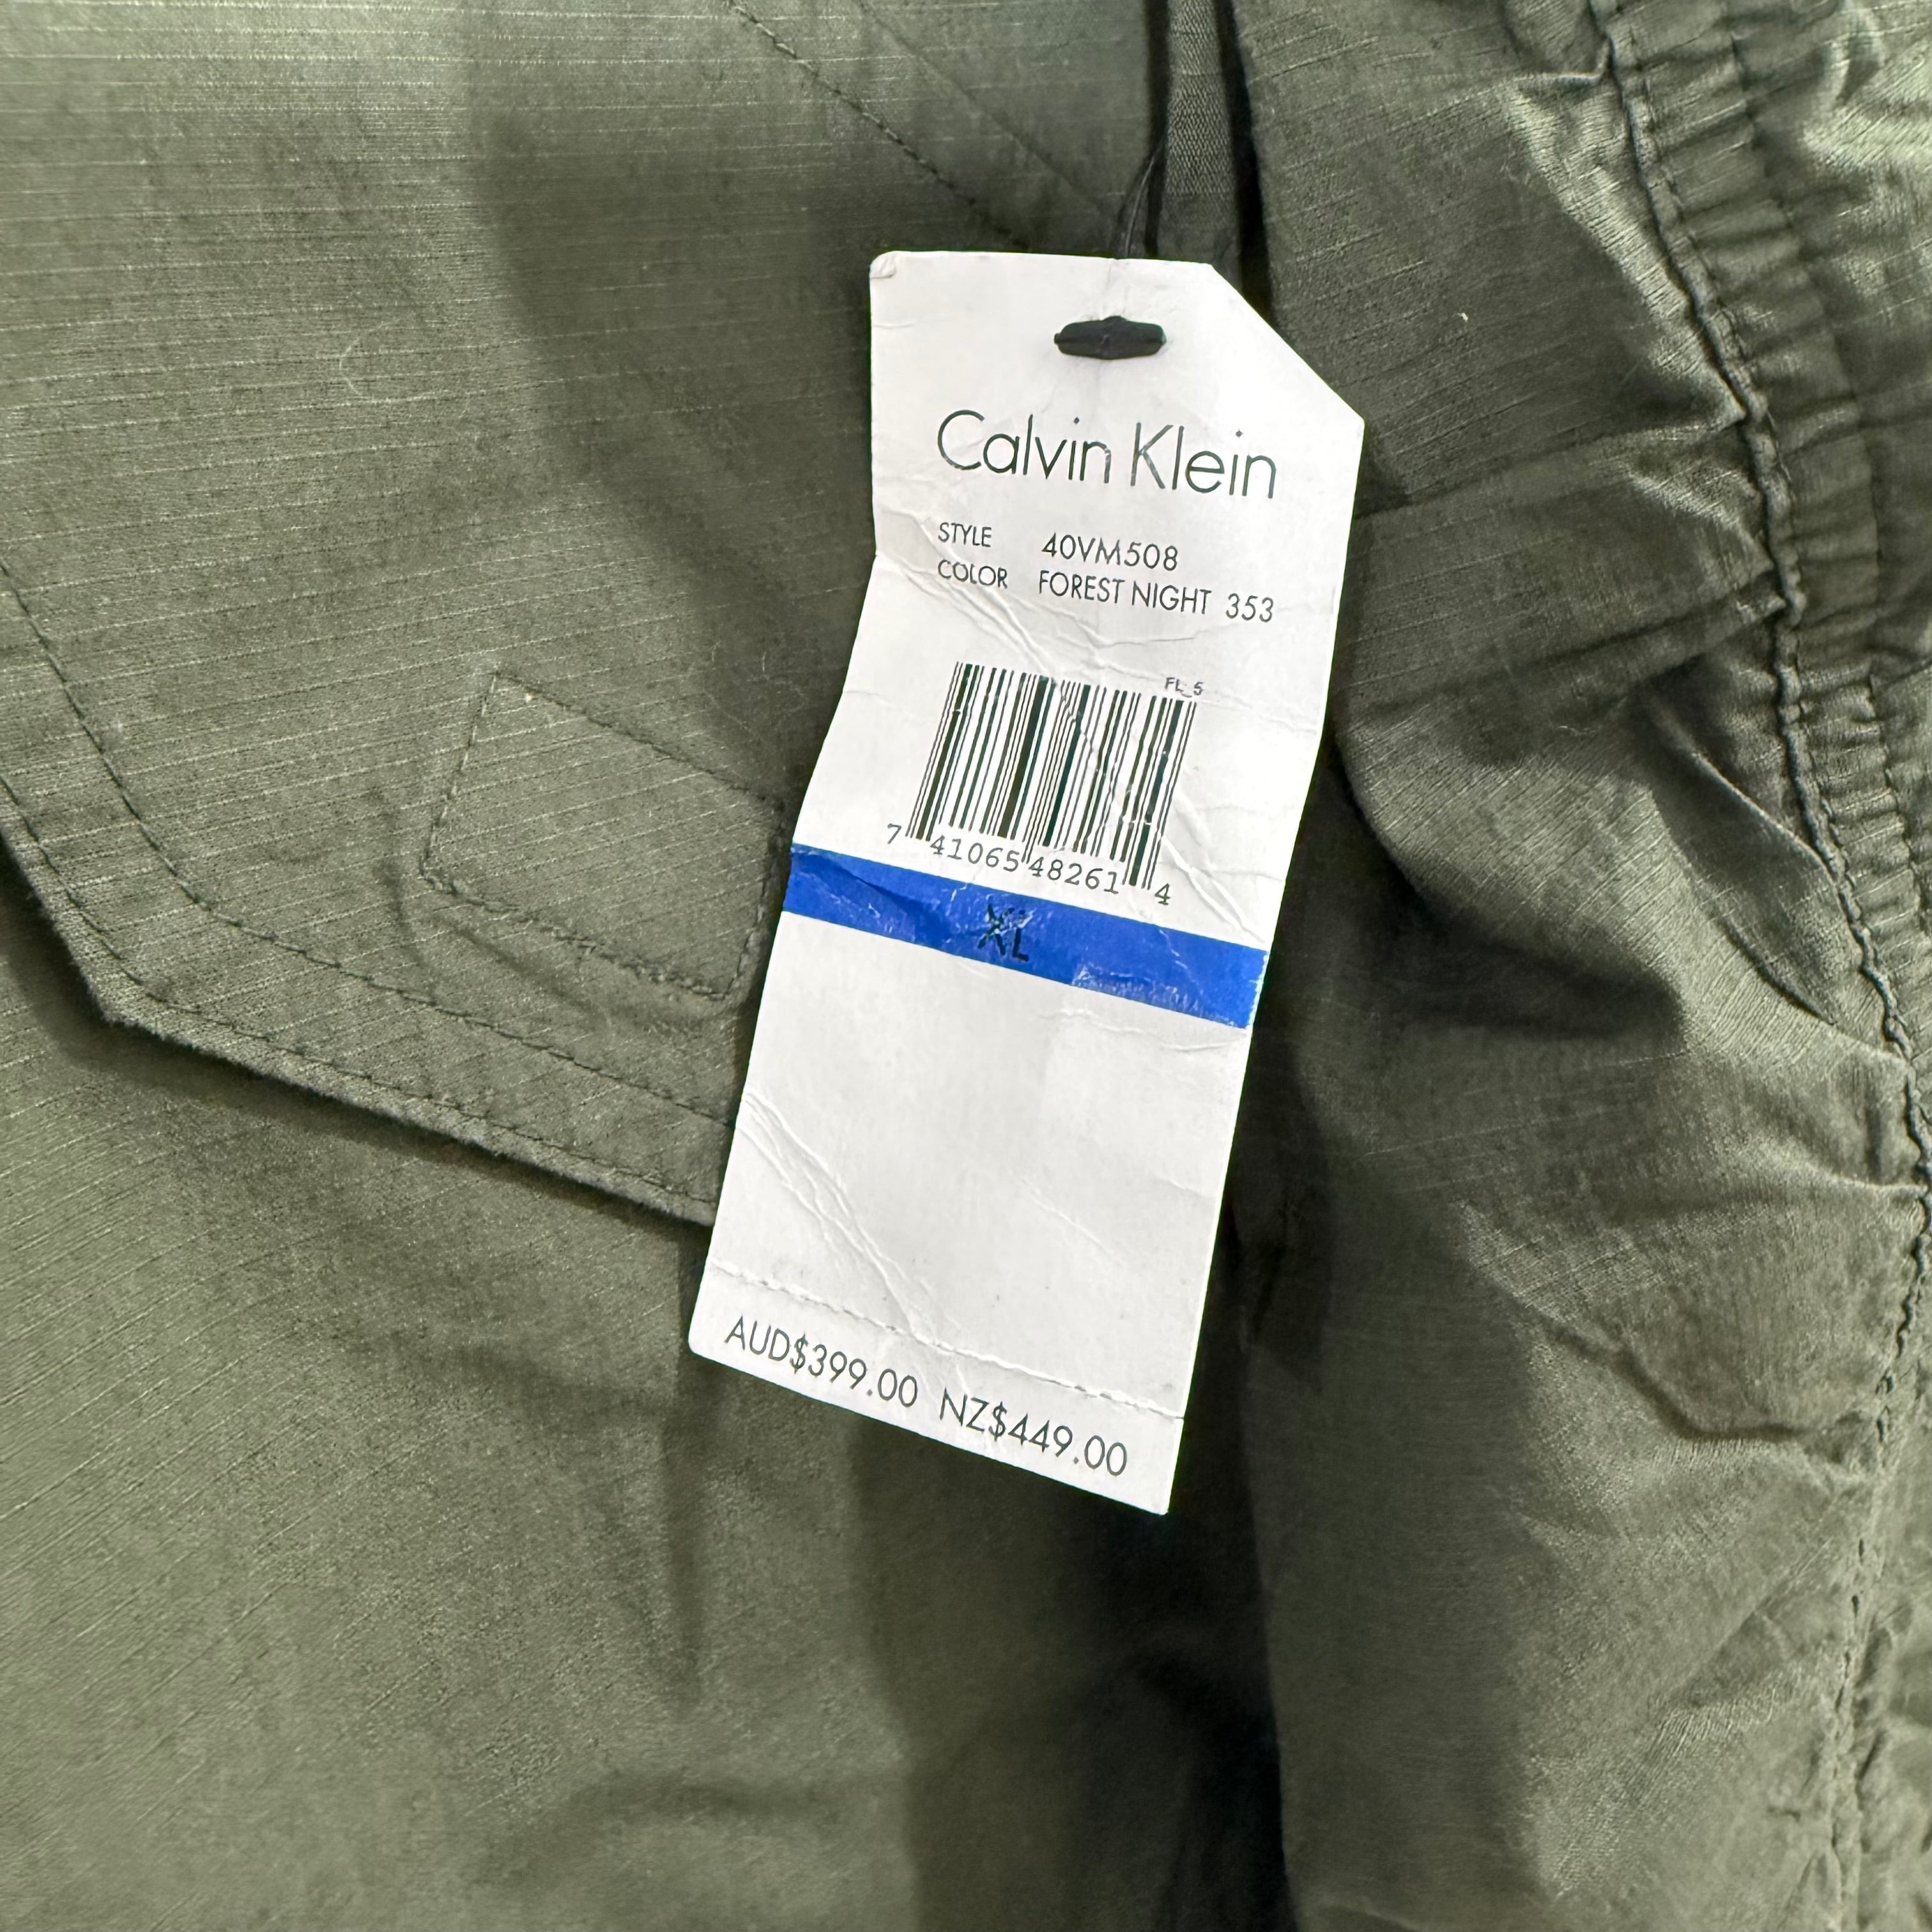 Calvin Klein
STYLE 40VM508
COLOR FOREST NIGHT 353
FL_5
7 41065 48261 4
XL
AUD$399.00 NZ$449.00